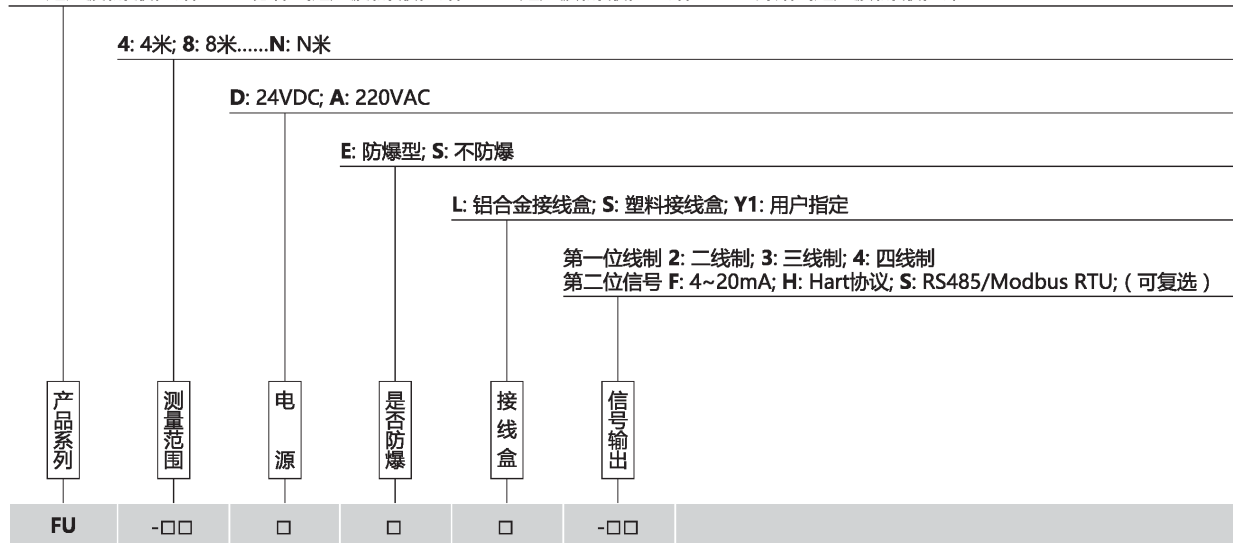 4: 4米; 8: 8米......N: N米
D: 24VDC; A: 220VAC
E: 防爆型; S: 不防爆
L: 铝合金接线盒; S: 塑料接线盒; Y1: 用户指定
第一位线制 2: 二线制; 3: 三线制; 4: 四线制
第二位信号 F: 4~20mA; H: Hart协议; S: RS485/Modbus RTU; ( 可复选 )
产品系列
测量范围
电源
是否防爆
接线盒
信号输出
FU -□□ □ □ □ -□□